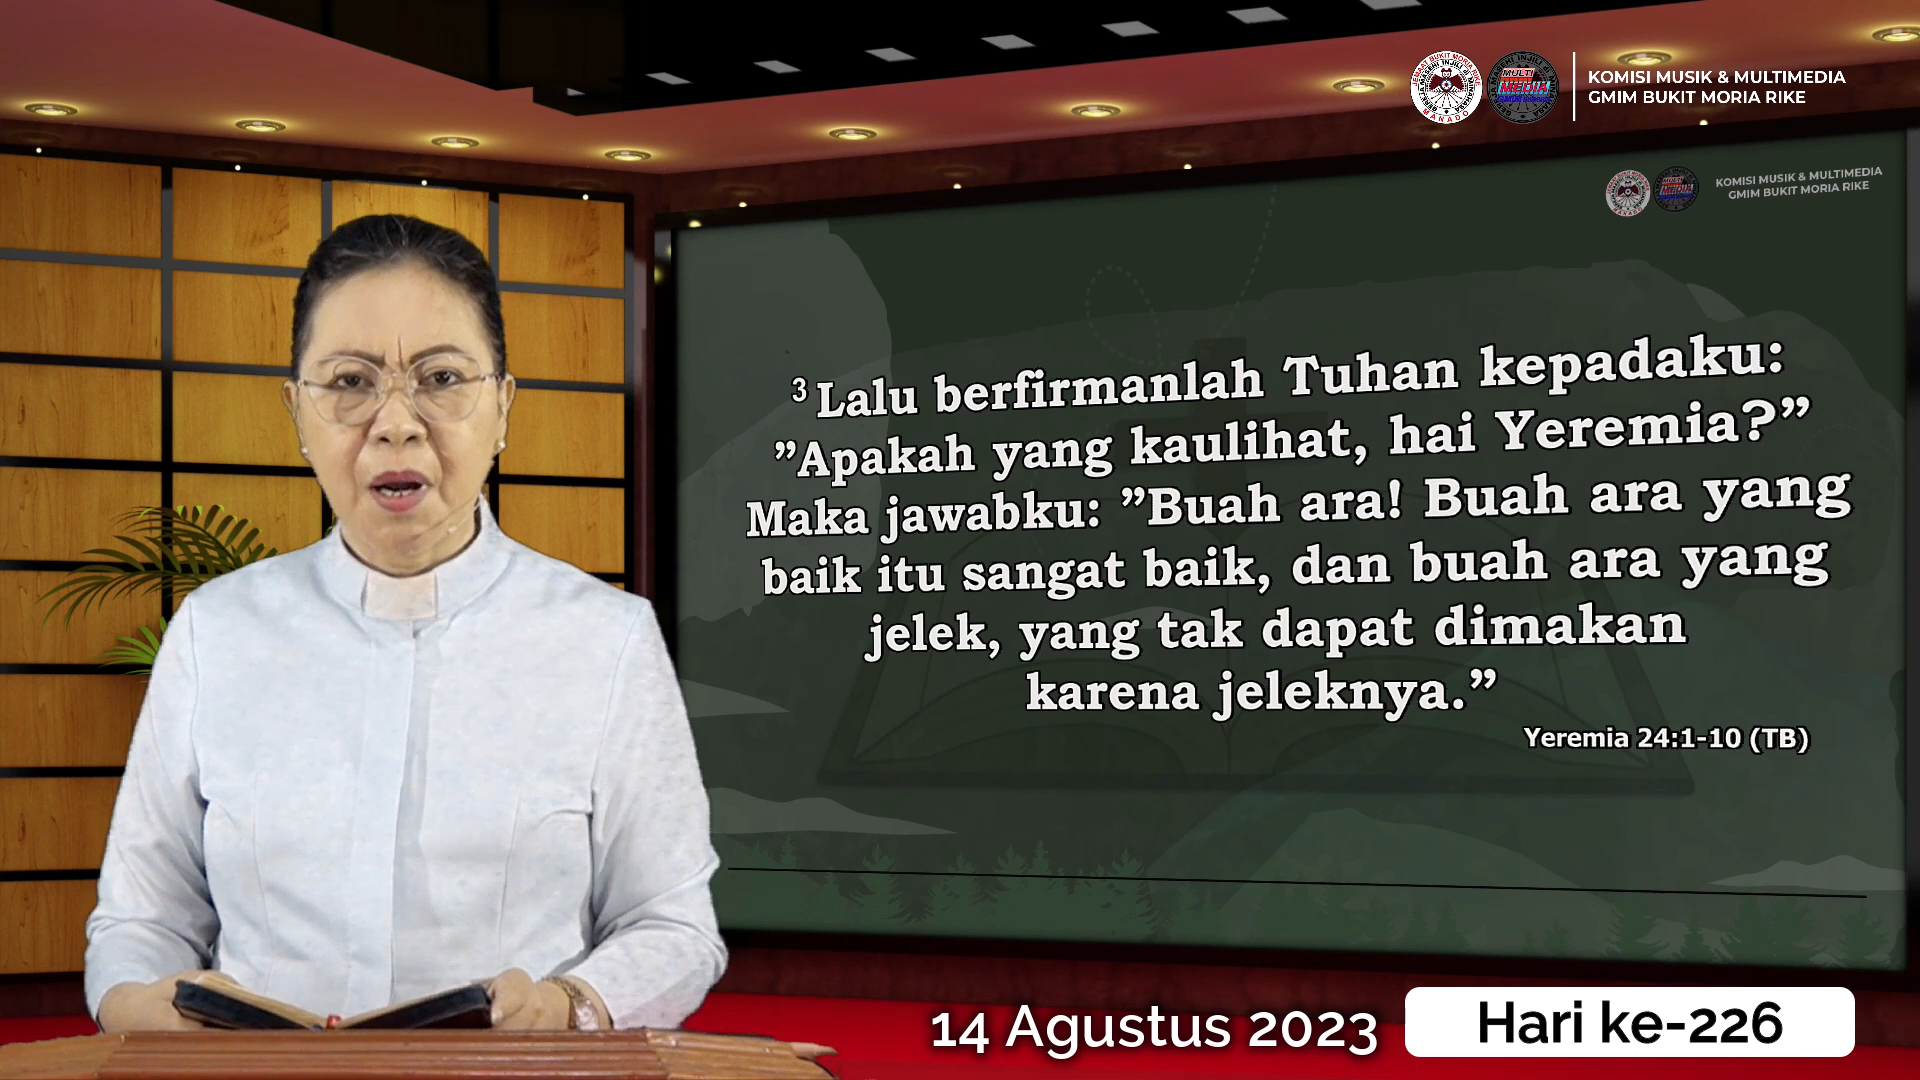 KOMISI MUSIK & MULTIMEDIA
GMIM BUKIT MORIA RIKE
MULTI
MEDIA
MANADO
KOMISI MUSIK & MULTIMEDIA
GMIM BUKIT MORIA RIKE
3 Lalu berfirmanlah Tuhan kepadaku:
”Apakah yang kaulihat, hai Yeremia?”
Maka jawabku: ”Buah ara! Buah ara yang
baik itu sangat baik, dan buah ara yang
jelek, yang tak dapat dimakan
karena jeleknya.”
Yeremia 24:1-10 (TB)
14 Agustus 2023
Hari ke-226